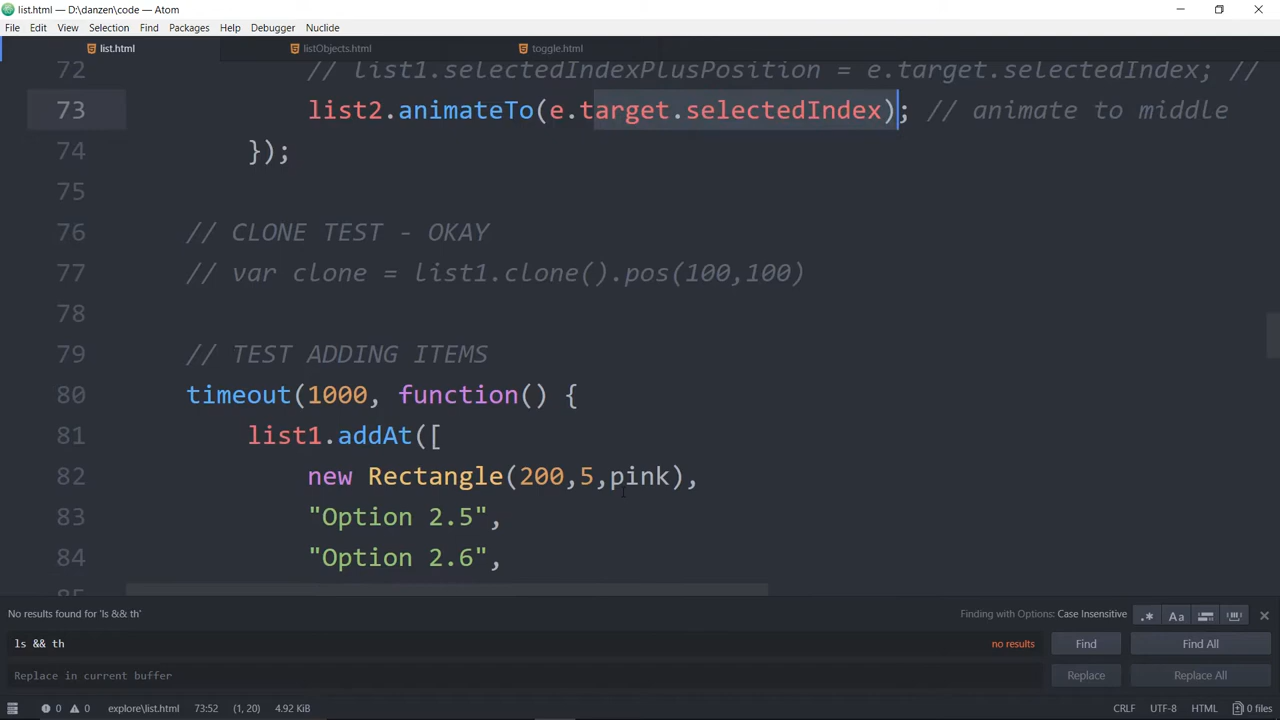 list.html — D:\danzen\code — Atom
File Edit View Selection Find Packages Help Debugger Nuclide
list.html listObjects.html toggle.html
72 // list1.selectedIndexPlusPosition = e.target.selectedIndex; //
73 list2.animateTo(e.target.selectedIndex); // animate to middle
74 });
75
76 // CLONE TEST - OKAY
77 // var clone = list1.clone().pos(100,100)
78
79 // TEST ADDING ITEMS
80 timeout(1000, function() {
81 list1.addAt([
82 new Rectangle(200,5,pink),
83 "Option 2.5",
84 "Option 2.6",
No results found for 'ls && th' Finding with Options: Case Insensitive .* Aa
ls && th no results Find Find All
Replace in current buffer Replace Replace All
0 0 explore\list.html 73:52 (1, 20) 4.92 KiB CRLF UTF-8 HTML 0 files